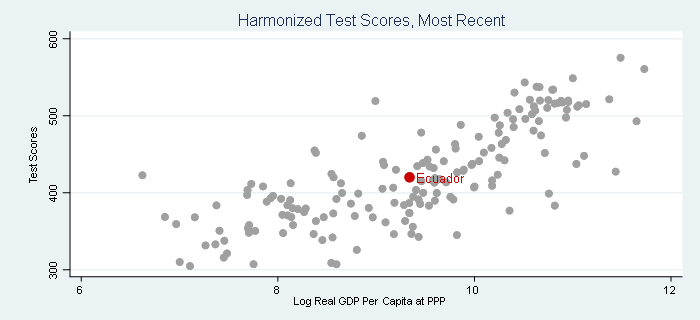 Harmonized Test Scores, Most Recent
600
500
400
300
Test Scores
Ecuador
6
8
10
12
Log Real GDP Per Capita at PPP